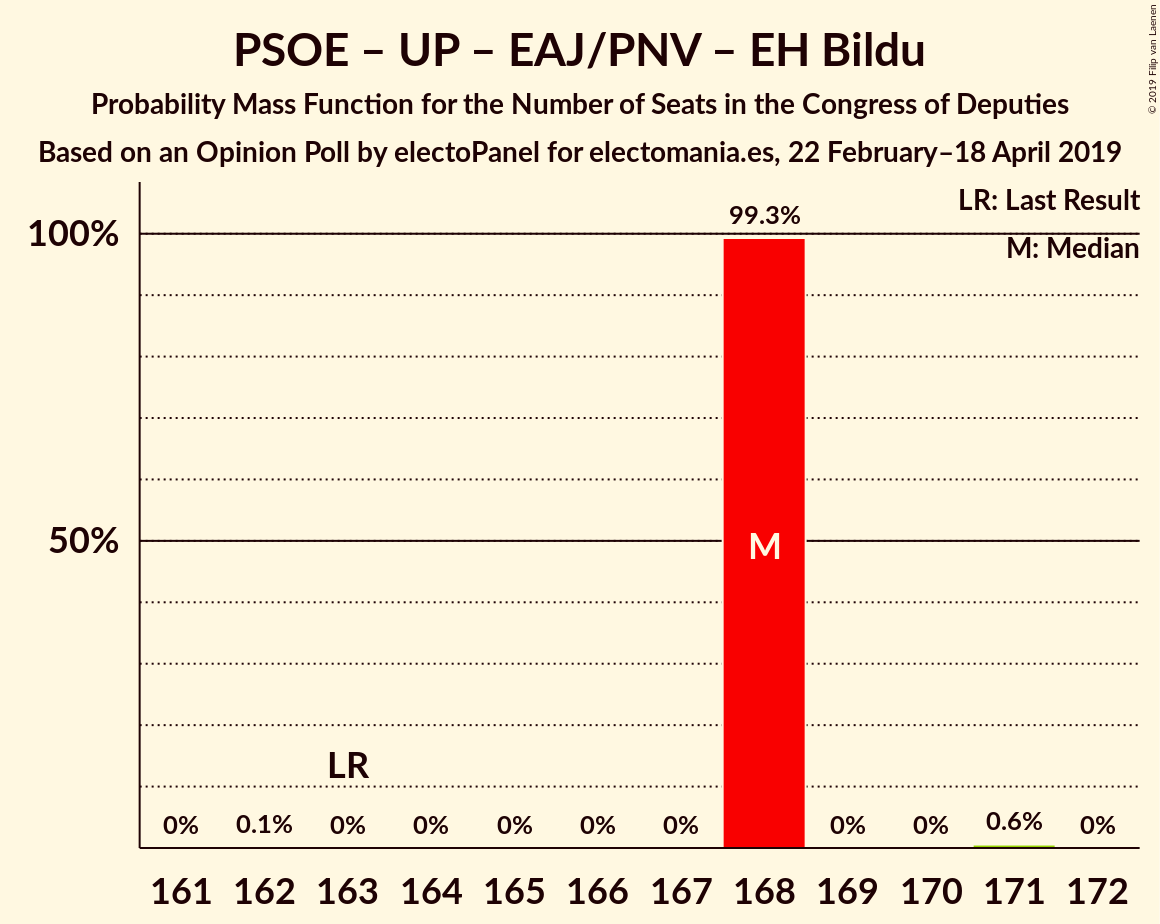 PSOE – UP – EAJ/PNV – EH Bildu
Probability Mass Function for the Number of Seats in the Congress of Deputies
Based on an Opinion Poll by electoPanel for electomania.es, 22 February–18 April 2019
© 2019 Filip van Laenen
LR: Last Result
M: Median
99.3%
100%
50%
M
LR
0% 0.1% 0% 0% 0% 0% 0% 0% 0% 0.6% 0%
161 162 163 164 165 166 167 168 169 170 171 172